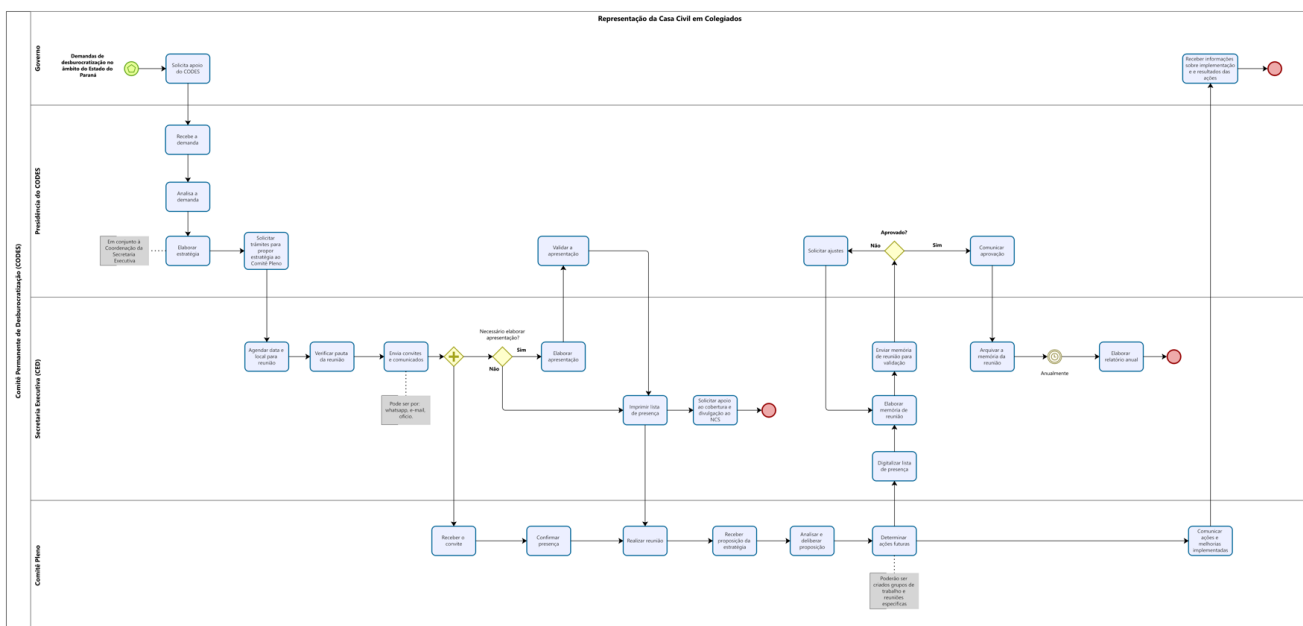 Representação da Casa Civil em Colegiados
Comitê Permanente de Desburocratização (CODES)
Governo
Demandas de
desburocratização no
âmbito do Estado do
Paraná
Solicita apoio
do CODES
Receber informações
sobre implementação
e e resultados das
ações
Presidência do CODES
Recebe a
demanda
Analisa a
demanda
Em conjunto à
Coordenação da
Secretaria
Executiva
Elaborar
estratégia
Solicitar
trâmites para
propor
estratégia ao
Comitê Pleno
Validar a
apresentação
Solicitar ajustes
Aprovado?
Não
Sim
Comunicar
aprovação
Secretaria Executiva (CED)
Agendar data e
local para
reunião
Verificar pauta
da reunião
Envia convites
e comunicados
Pode ser por:
whatsapp, e-mail,
ofício.
Necessário elaborar
apresentação?
Sim
Não
Elaborar
apresentação
Imprimir lista
de presença
Solicitar apoio
ao cobertura e
divulgação ao
NCS
Enviar memória
de reunião para
validação
Elaborar
memória de
reunião
Digitalizar lista
de presença
Arquivar a
memória da
reunião
Anualmente
Elaborar
relatório anual
Comitê Pleno
Receber o
convite
Confirmar
presença
Realizar reunião
Receber
proposição da
estratégia
Analisar e
deliberar
proposição
Determinar
ações futuras
Poderão ser
criados grupos de
trabalho e
reuniões
específicas
Comunicar
ações e
melhorias
implementadas